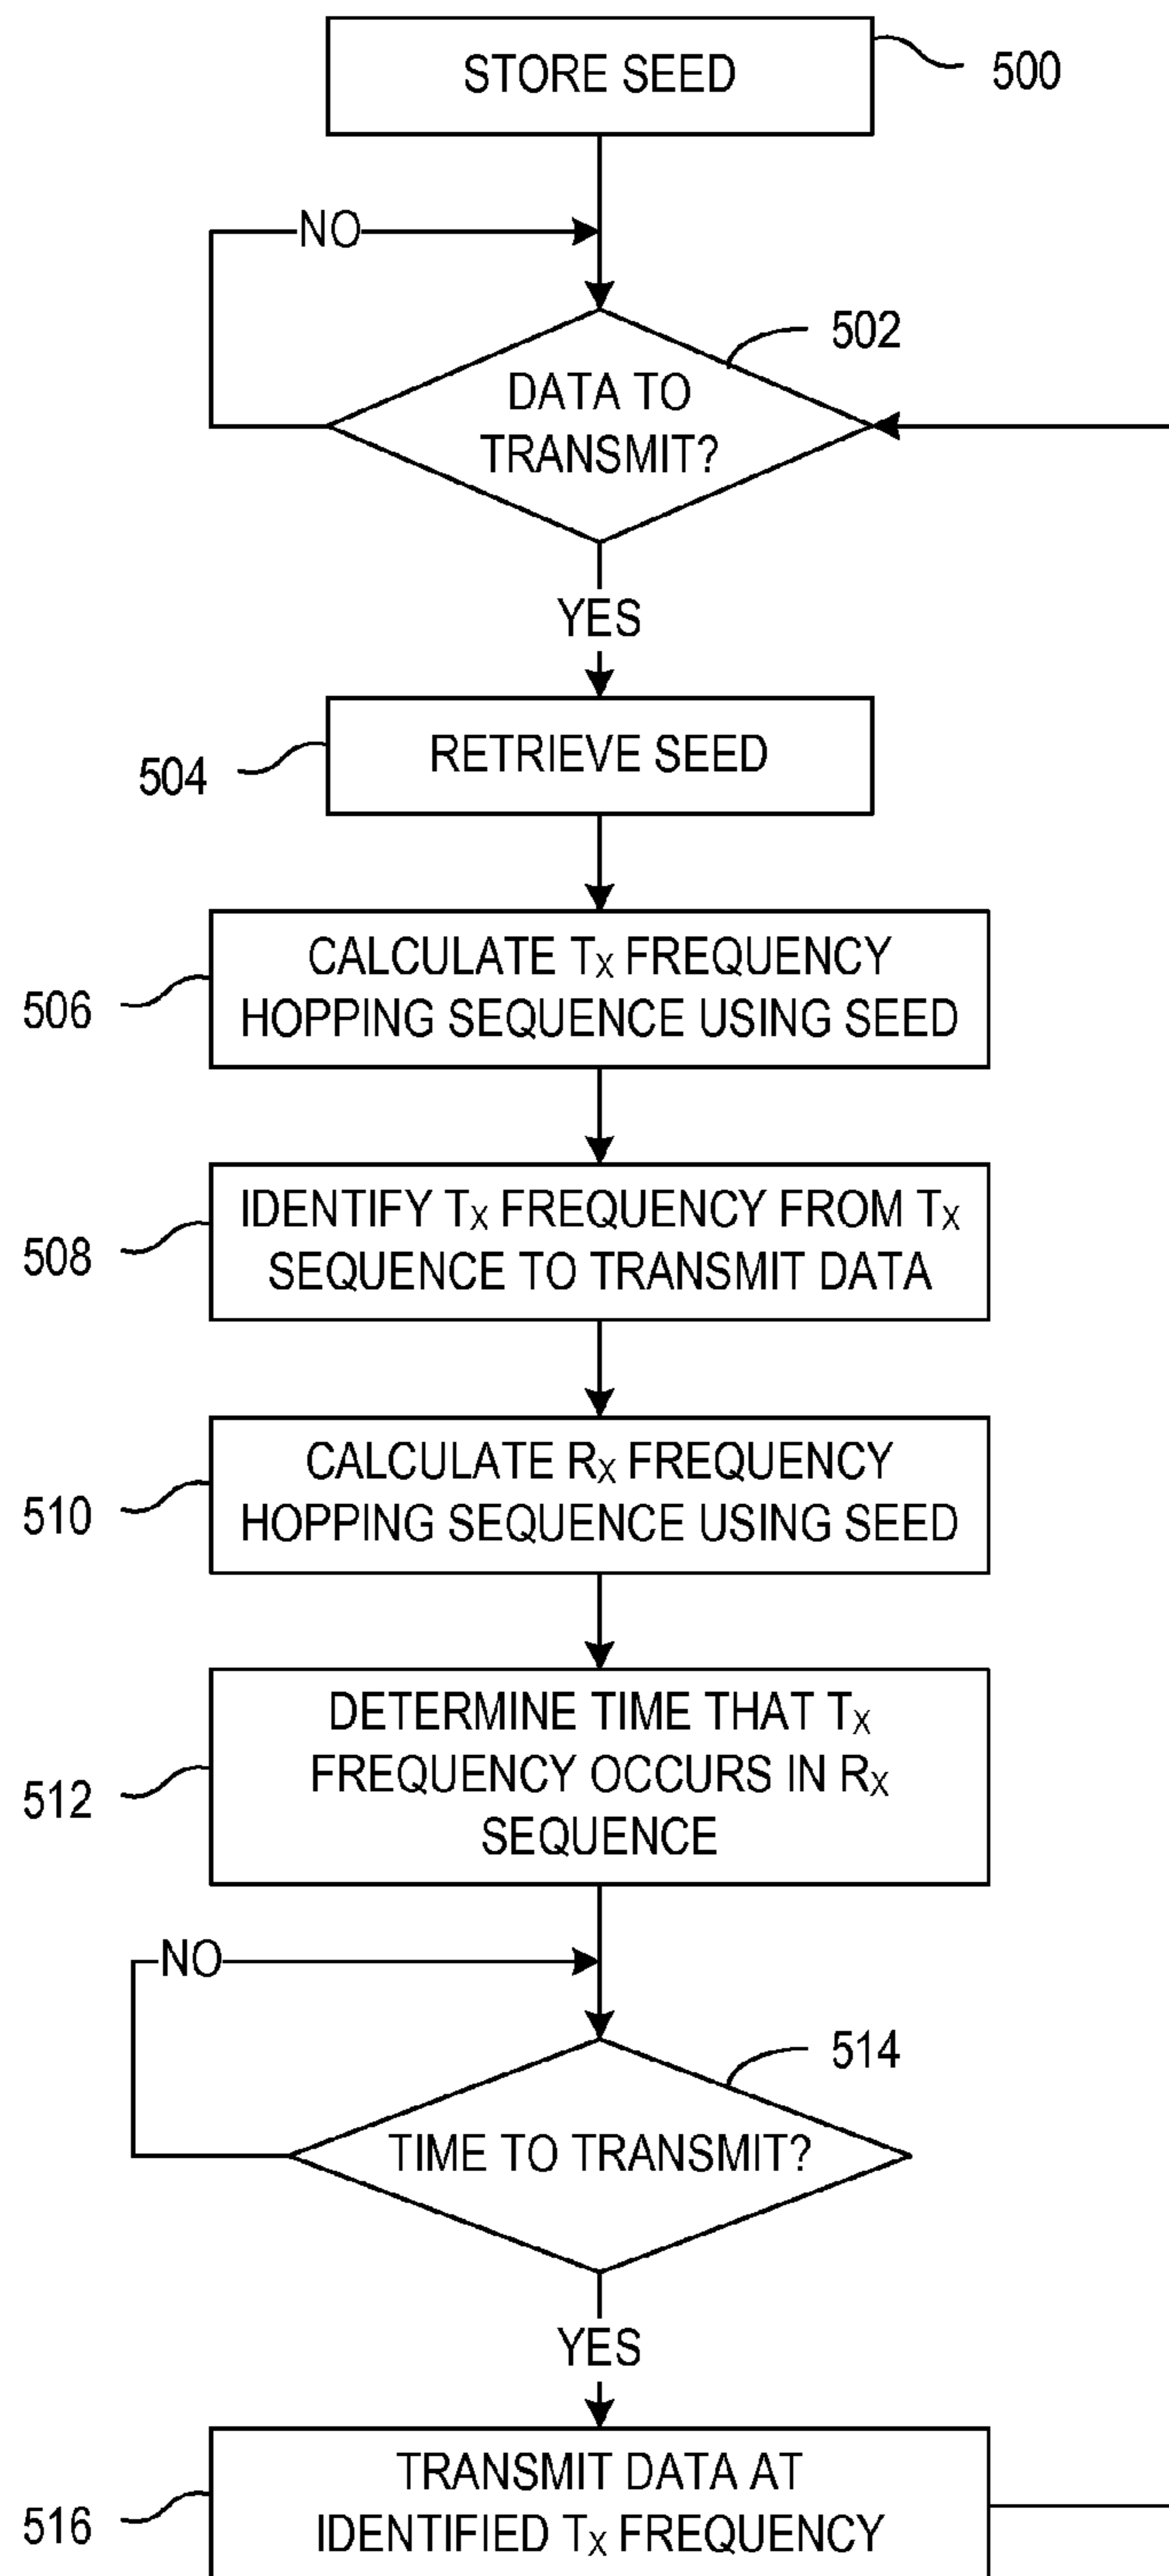 STORE SEED
500
NO
502
DATA TO
TRANSMIT?
YES
RETRIEVE SEED
504
CALCULATE TX FREQUENCY
HOPPING SEQUENCE USING SEED
506
IDENTIFY TX FREQUENCY FROM TX
SEQUENCE TO TRANSMIT DATA
508
CALCULATE RX FREQUENCY
HOPPING SEQUENCE USING SEED
510
DETERMINE TIME THAT TX
FREQUENCY OCCURS IN RX
SEQUENCE
512
NO
514
TIME TO TRANSMIT?
YES
TRANSMIT DATA AT
IDENTIFIED TX FREQUENCY
516